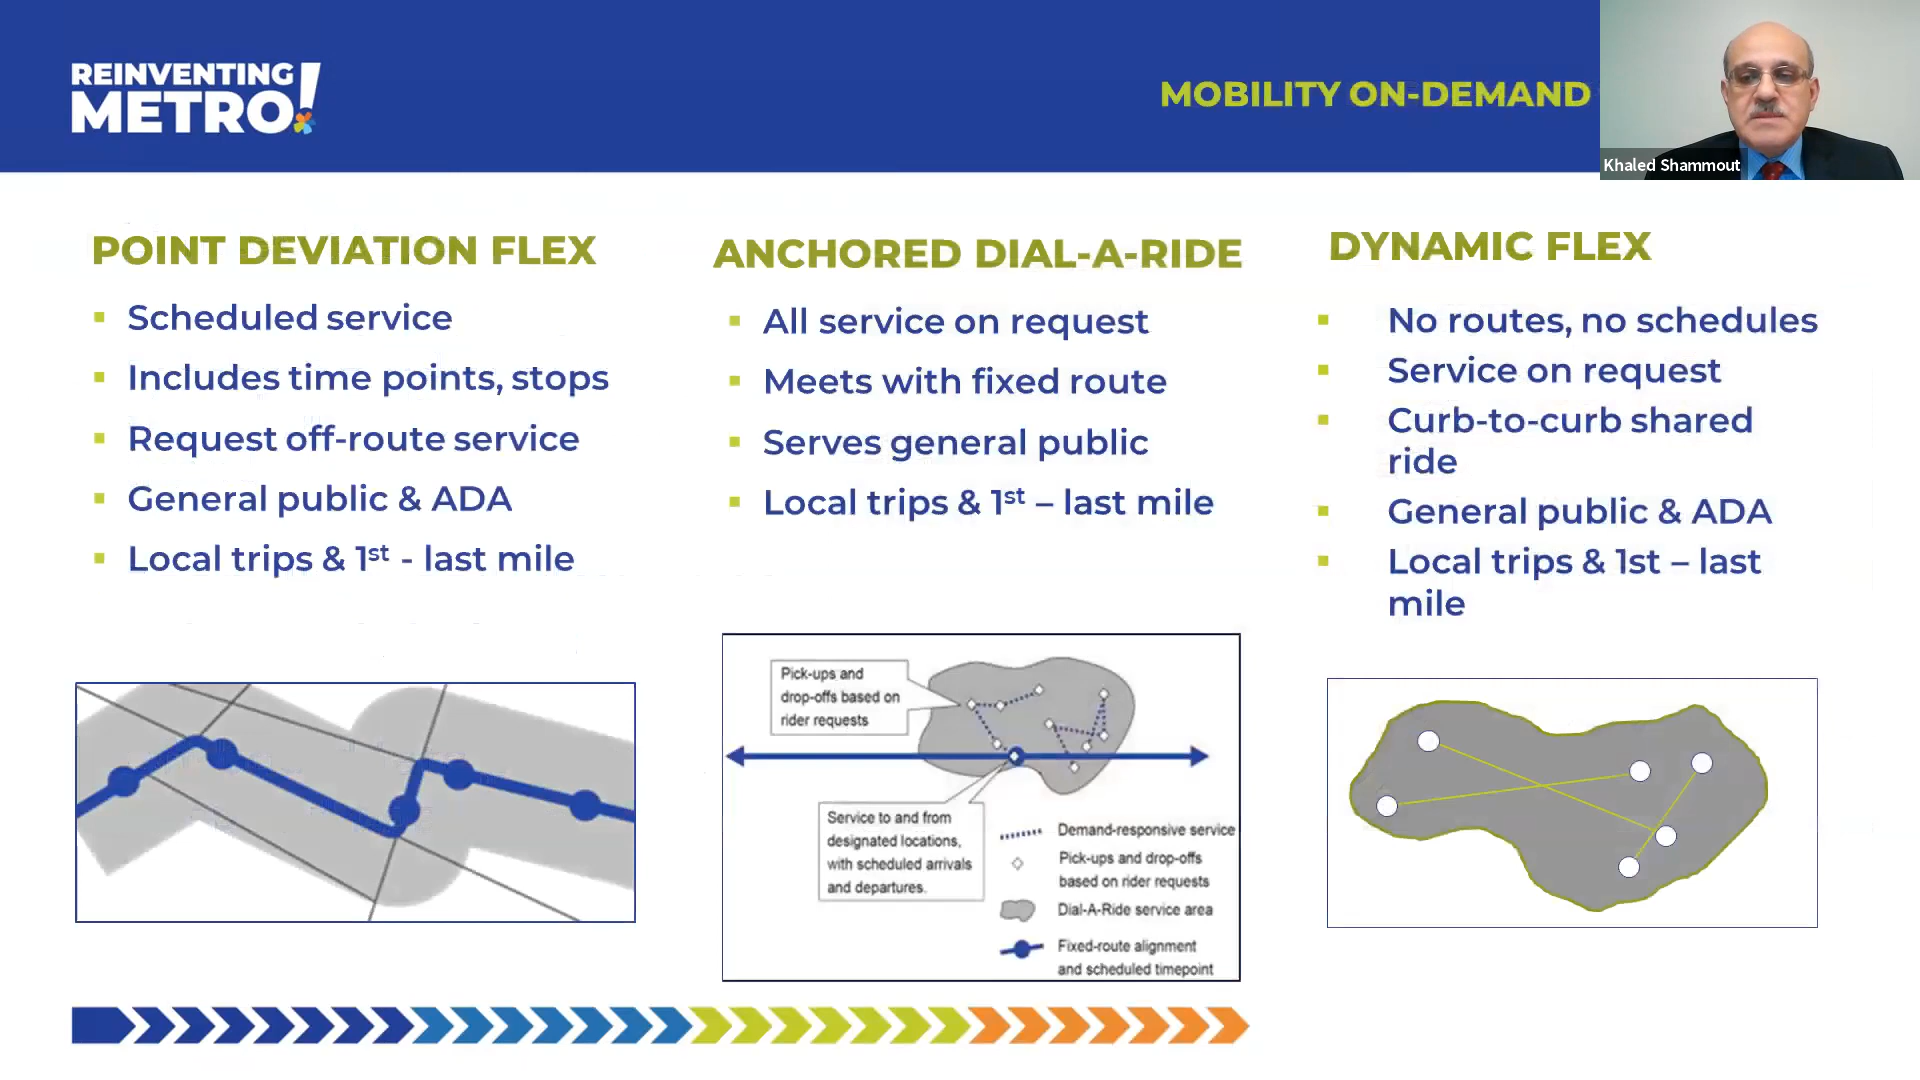 REINVENTING
METRO!
MOBILITY ON-DEMAND
Khaled Shammout
POINT DEVIATION FLEX
▪ Scheduled service
▪ Includes time points, stops
▪ Request off-route service
▪ General public & ADA
▪ Local trips & 1st - last mile
ANCHORED DIAL-A-RIDE
▪ All service on request
▪ Meets with fixed route
▪ Serves general public
▪ Local trips & 1st – last mile
Pick-ups and
drop-offs based on
rider requests
Service to and from
designated locations,
with scheduled arrivals
and departures.
Demand-responsive service
Pick-ups and drop-offs
based on rider requests
Dial-A-Ride service area
Fixed-route alignment
and scheduled timepoint
DYNAMIC FLEX
▪ No routes, no schedules
▪ Service on request
▪ Curb-to-curb shared
ride
▪ General public & ADA
▪ Local trips & 1st – last
mile